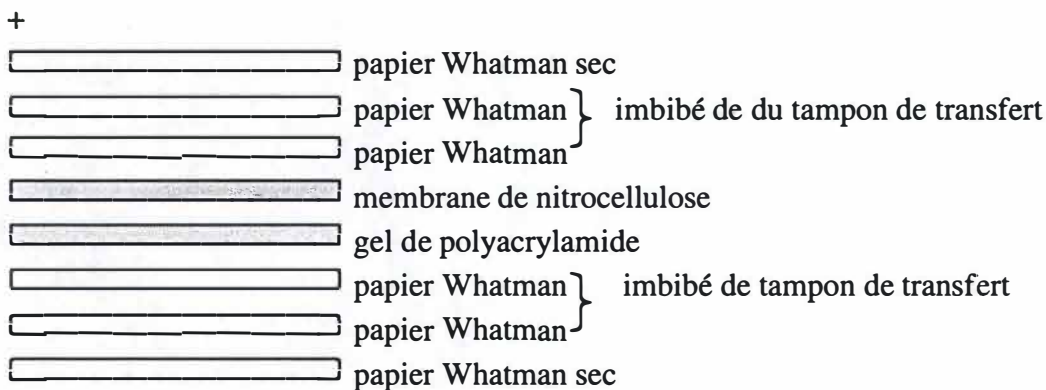 +
papier Whatman sec
papier Whatman } imbibé de du tampon de transfert
papier Whatman
membrane de nitrocellulose
gel de polyacrylamide
papier Whatman } imbibé de tampon de transfert
papier Whatman
papier Whatman sec